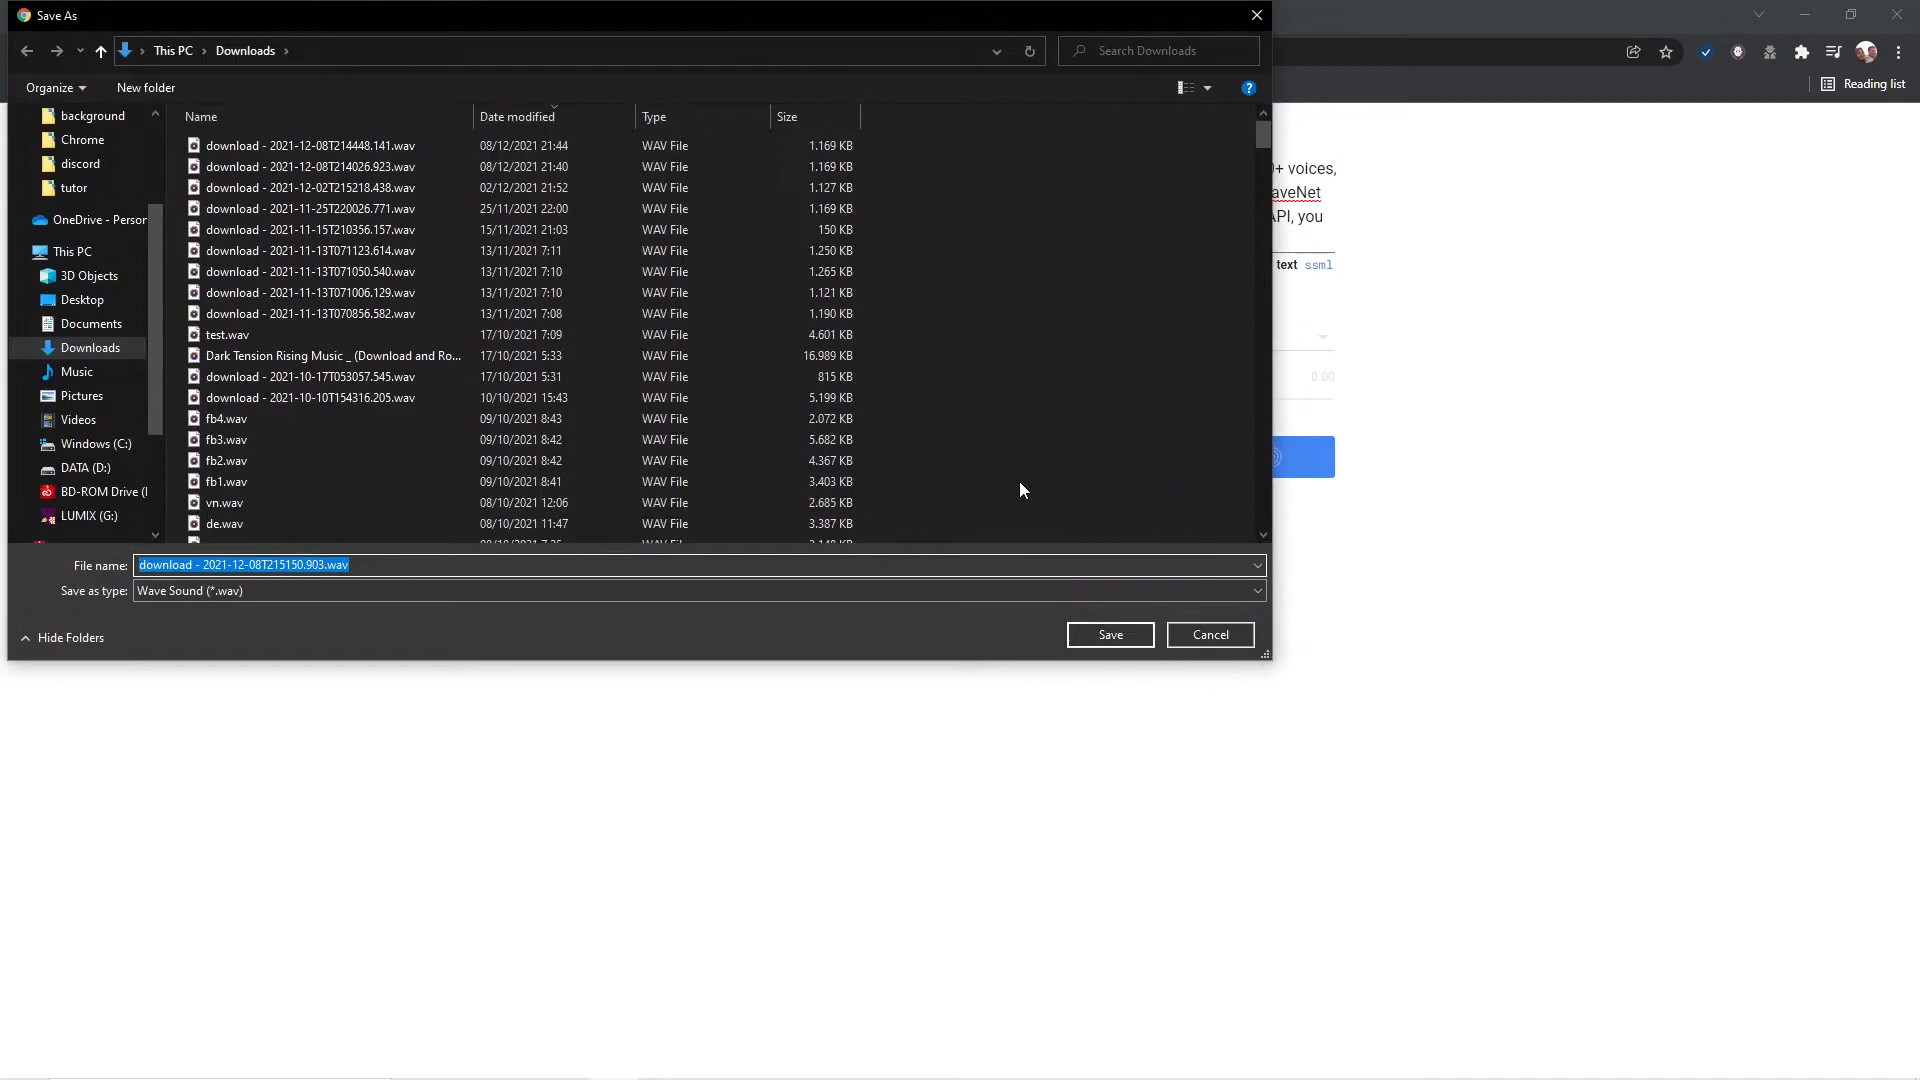 Save As
This PC > Downloads >
Search Downloads
Organize
New folder
Name
Date modified
Type
Size
background
Chrome
discord
tutor
OneDrive - Person
This PC
3D Objects
Desktop
Documents
Downloads
Music
Pictures
Videos
Windows (C:)
DATA (D:)
BD-ROM Drive (
LUMIX (G:)
download - 2021-12-08T214448.141.wav 08/12/2021 21:44 WAV File 1.169 KB
download - 2021-12-08T214026.923.wav 08/12/2021 21:40 WAV File 1.169 KB
download - 2021-12-02T215218.438.wav 02/12/2021 21:52 WAV File 1.127 KB
download - 2021-11-25T220026.771.wav 25/11/2021 22:00 WAV File 1.169 KB
download - 2021-11-15T210356.157.wav 15/11/2021 21:03 WAV File 150 KB
download - 2021-11-13T071123.614.wav 13/11/2021 7:11 WAV File 1.250 KB
download - 2021-11-13T071050.540.wav 13/11/2021 7:10 WAV File 1.265 KB
download - 2021-11-13T071006.129.wav 13/11/2021 7:10 WAV File 1.121 KB
download - 2021-11-13T070856.582.wav 13/11/2021 7:08 WAV File 1.190 KB
test.wav 17/10/2021 7:09 WAV File 4.601 KB
Dark Tension Rising Music _ (Download and Ro... 17/10/2021 5:33 WAV File 16.989 KB
download - 2021-10-17T053057.545.wav 17/10/2021 5:31 WAV File 815 KB
download - 2021-10-10T154316.205.wav 10/10/2021 15:43 WAV File 5.199 KB
fb4.wav 09/10/2021 8:43 WAV File 2.072 KB
fb3.wav 09/10/2021 8:42 WAV File 5.682 KB
fb2.wav 09/10/2021 8:42 WAV File 4.367 KB
fb1.wav 09/10/2021 8:41 WAV File 3.403 KB
vn.wav 08/10/2021 12:06 WAV File 2.685 KB
de.wav 08/10/2021 11:47 WAV File 3.387 KB
File name: download - 2021-12-08T215150.903.wav
Save as type: Wave Sound (*.wav)
Hide Folders
Save
Cancel
Reading list
+ voices,
aveNet
API, you
text ssml
0.00